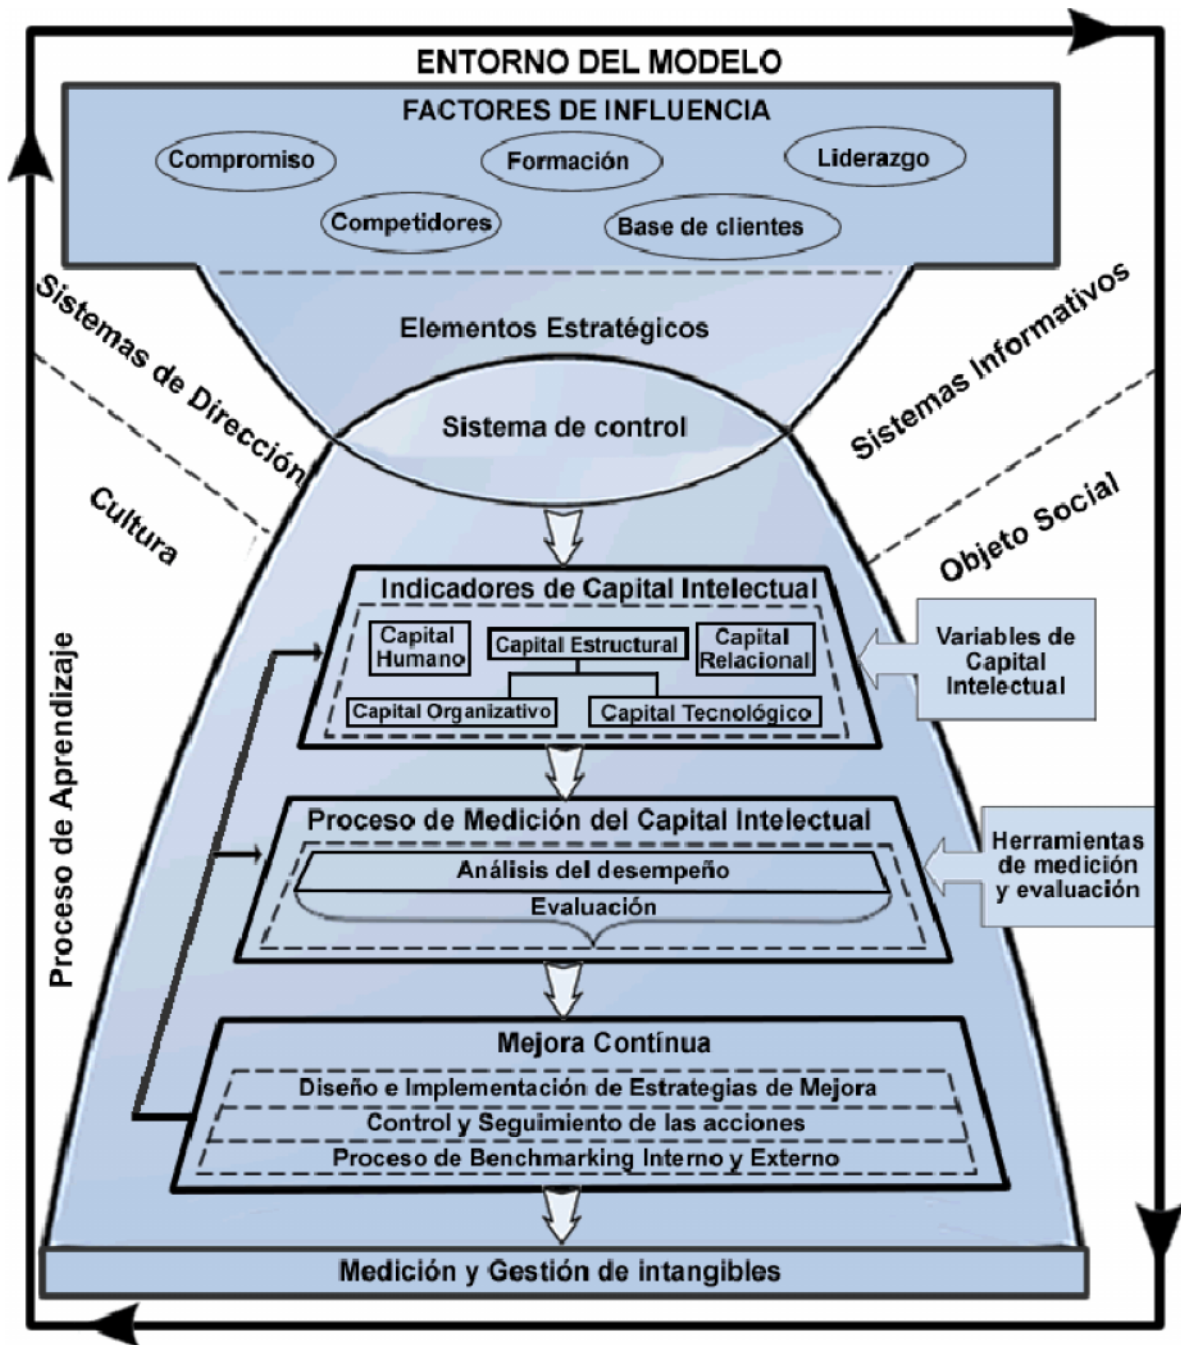 ENTORNO DEL MODELO
FACTORES DE INFLUENCIA
Compromiso
Formación
Liderazgo
Competidores
Base de clientes
Elementos Estratégicos
Sistema de control
Sistemas de Dirección
Cultura
Sistemas Informativos
Objeto Social
Proceso de Aprendizaje
Indicadores de Capital Intelectual
Capital
Humano
Capital Estructural
Capital
Relacional
Capital Organizativo
Capital Tecnológico
Variables de
Capital
Intelectual
Proceso de Medición del Capital Intelectual
Análisis del desempeño
Evaluación
Herramientas
de medición
y evaluación
Mejora Contínua
Diseño e Implementación de Estrategias de Mejora
Control y Seguimiento de las acciones
Proceso de Benchmarking Interno y Externo
Medición y Gestión de intangibles